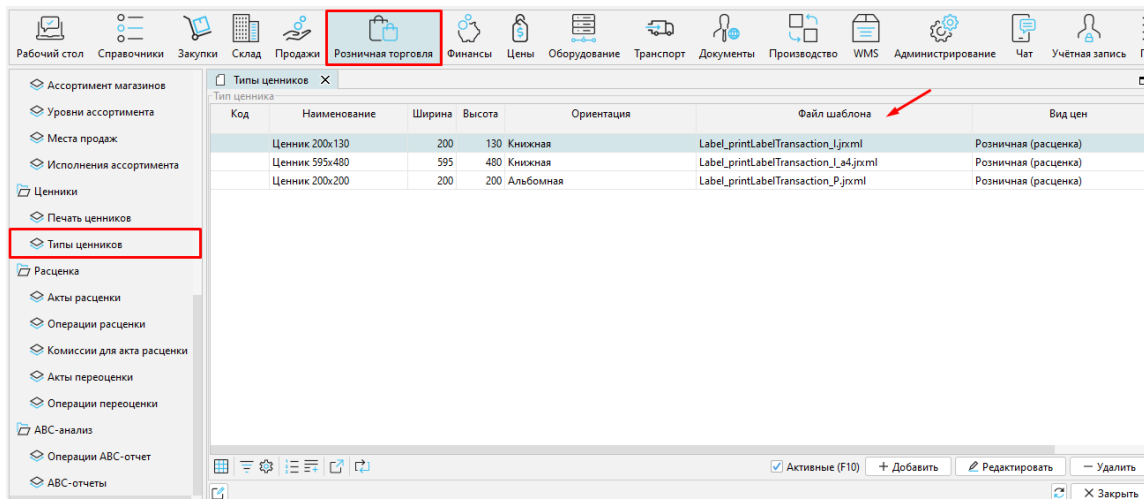 Рабочий стол Справочники Закупки Склад Продажи Розничная торговля Финансы Цены Оборудование Транспорт Документы Производство WMS Администрирование Чат Учётная запись
Ассортимент магазинов
Уровни ассортимента
Места продаж
Исполнения ассортимента
Ценники
Печать ценников
Типы ценников
Расценка
Акты расценки
Операции расценки
Комиссии для акта расценки
Акты переоценки
Операции переоценки
ABC-анализ
Операции ABC-отчет
ABC-отчеты
Типы ценников X
Тип ценника
Код Наименование Ширина Высота Ориентация Файл шаблона Вид цен
Ценник 200x130 200 130 Книжная Label_printLabelTransaction_l.jrxml Розничная (расценка)
Ценник 595x480 595 480 Книжная Label_printLabelTransaction_l_a4.jrxml Розничная (расценка)
Ценник 200x200 200 200 Альбомная Label_printLabelTransaction_P.jrxml Розничная (расценка)
Активные (F10) + Добавить Редактировать — Удалить
X Закрыть